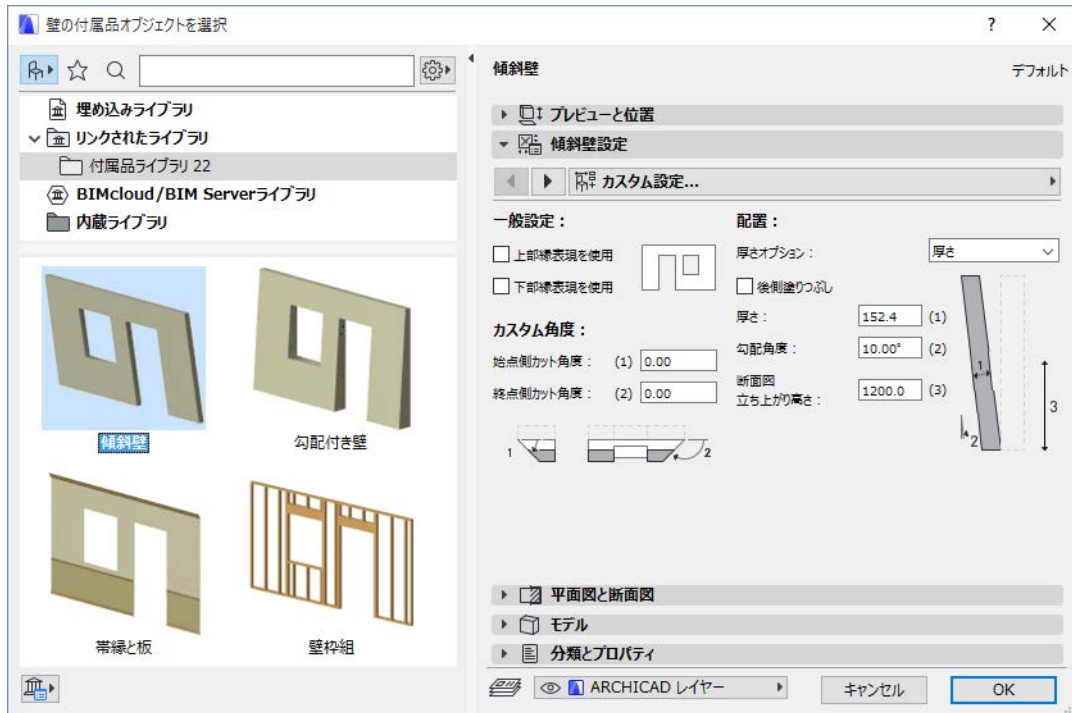 壁の付属品オブジェクトを選択
?
×
埋め込みライブラリ
リンクされたライブラリ
付属品ライブラリ 22
BIMcloud/BIM Serverライブラリ
内蔵ライブラリ
傾斜壁
勾配付き壁
帯縁と板
壁枠組
傾斜壁
デフォルト
プレビューと位置
傾斜壁設定
カスタム設定...
一般設定：
上部縁表現を使用
下部縁表現を使用
カスタム角度：
始点側カット角度： (1) 0.00
終点側カット角度： (2) 0.00
1
2
配置：
厚さオプション： 厚さ
後側塗りつぶし
厚さ： 152.4 (1)
勾配角度： 10.00° (2)
断面図
立ち上がり高さ： 1200.0 (3)
1
2
3
平面図と断面図
モデル
分類とプロパティ
ARCHICAD レイヤー
キャンセル
OK